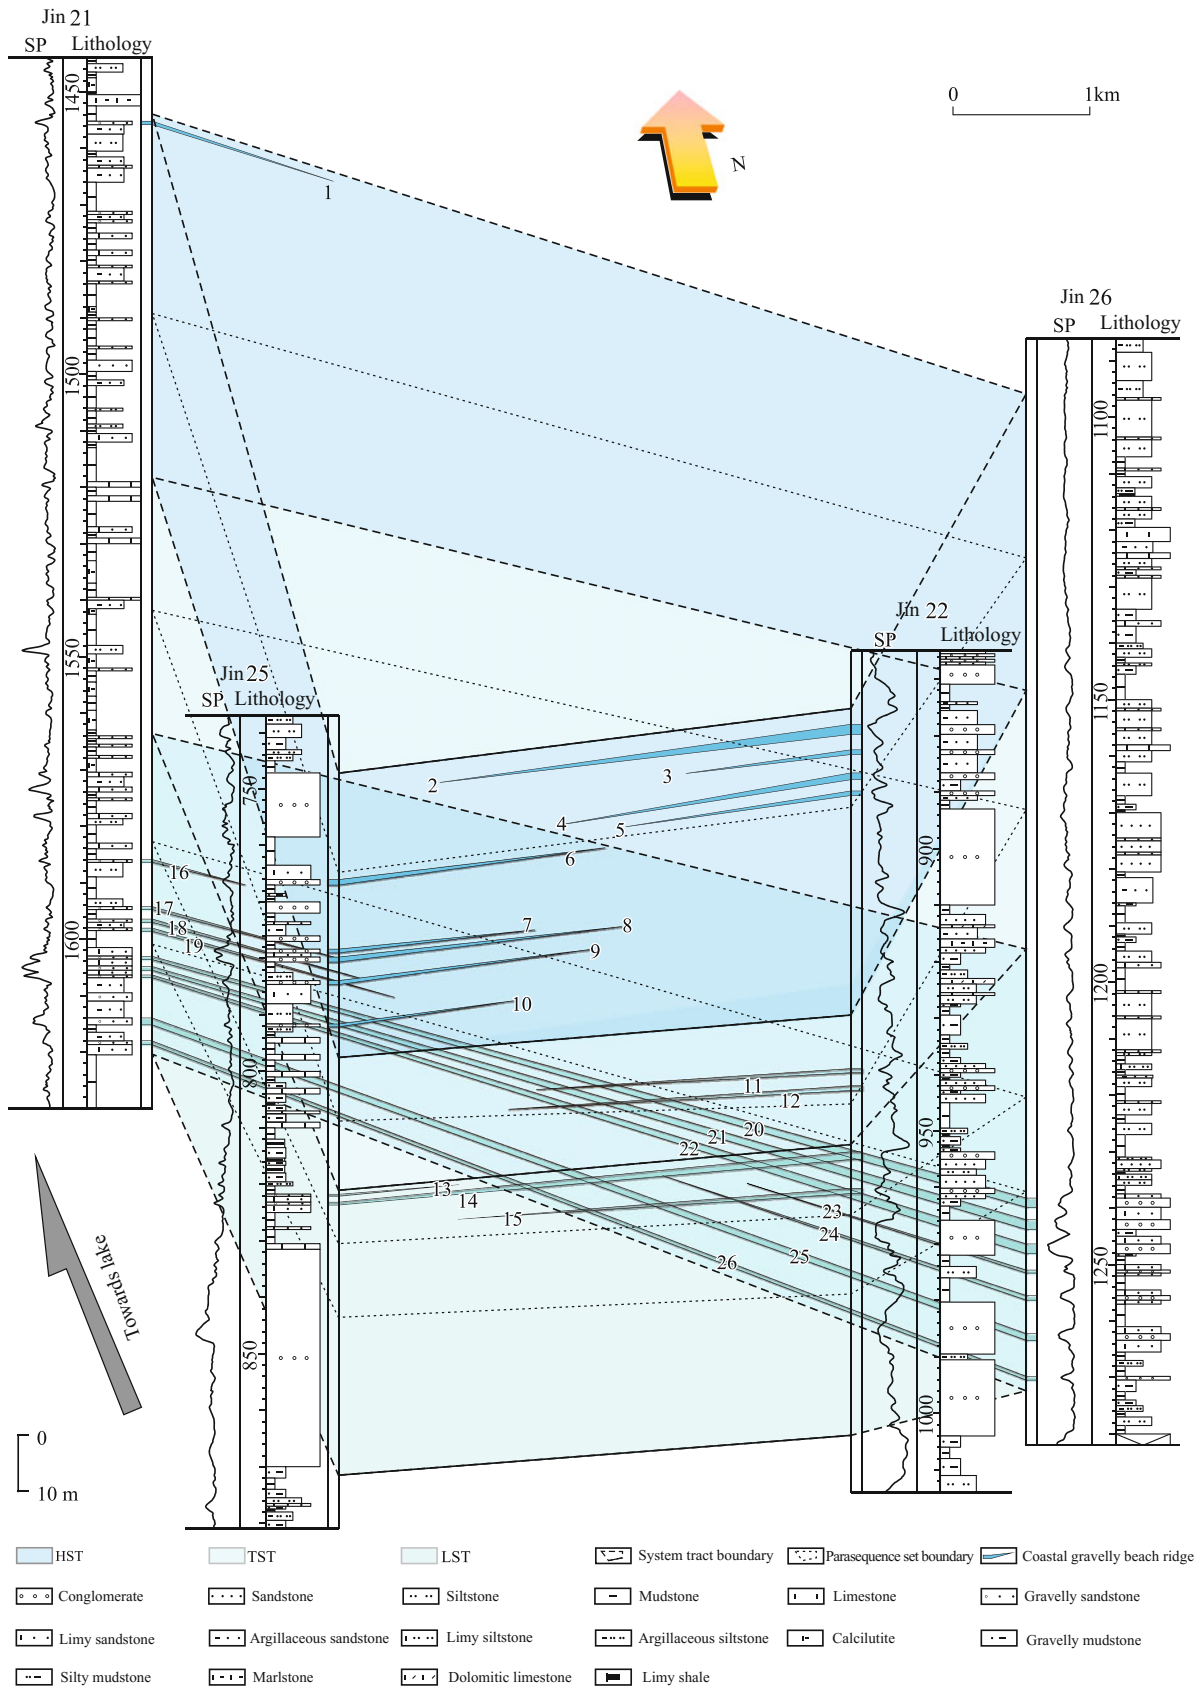 Jin 21
SP Lithology
1450
1500
1550
1600
0 1km
N
Jin 26
SP Lithology
1100
1150
1200
1250
Jin 22
SP Lithology
900
950
1000
Jin 25
SP Lithology
750
800
850
1
2
3
4
5
6
7
8
9
10
11
12
13
14
15
16
17
18
19
20
21
22
23
24
25
26
Towards lake
0
10 m
HST TST LST System tract boundary Parasequence set boundary Coastal gravelly beach ridge
Conglomerate Sandstone Siltstone Mudstone Limestone Gravelly sandstone
Limy sandstone Argillaceous sandstone Limy siltstone Argillaceous siltstone Calcilutite Gravelly mudstone
Silty mudstone Marlstone Dolomitic limestone Limy shale